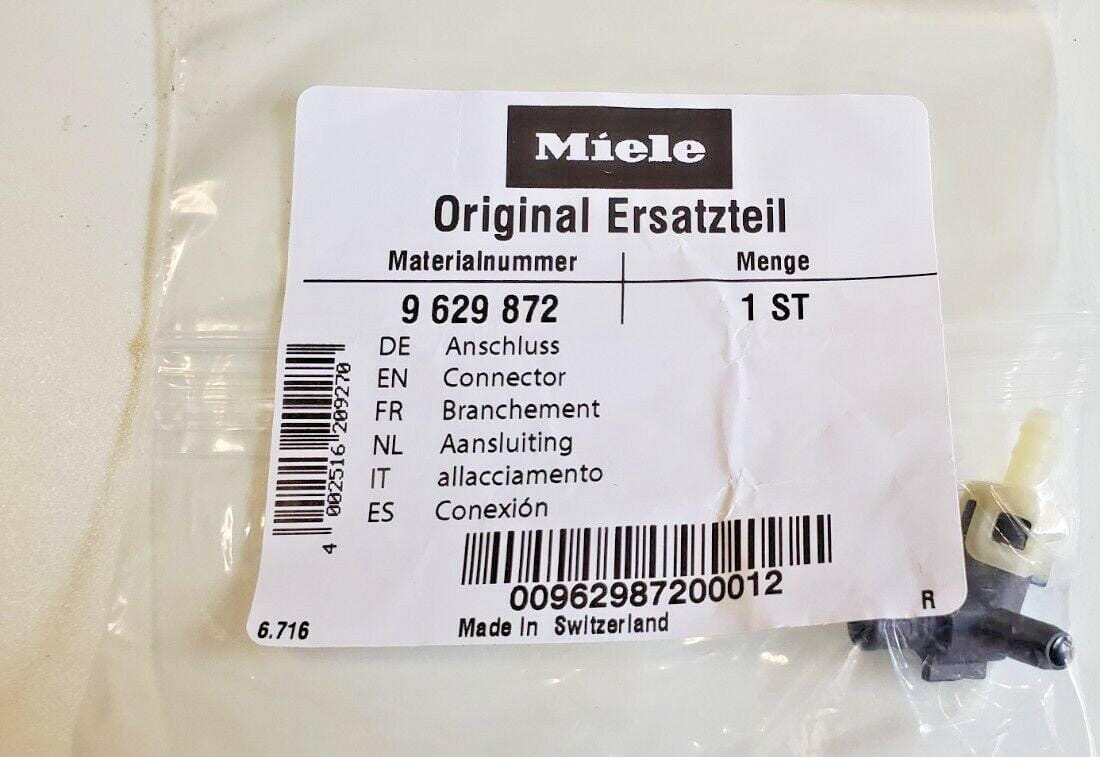 Miele
Original Ersatzteil
Materialnummer Menge
9 629 872 1 ST
DE Anschluss
EN Connector
FR Branchement
NL Aansluiting
IT allacciamento
ES Conexión
4 002516 209270
00962987200012
R
6.716 Made In Switzerland